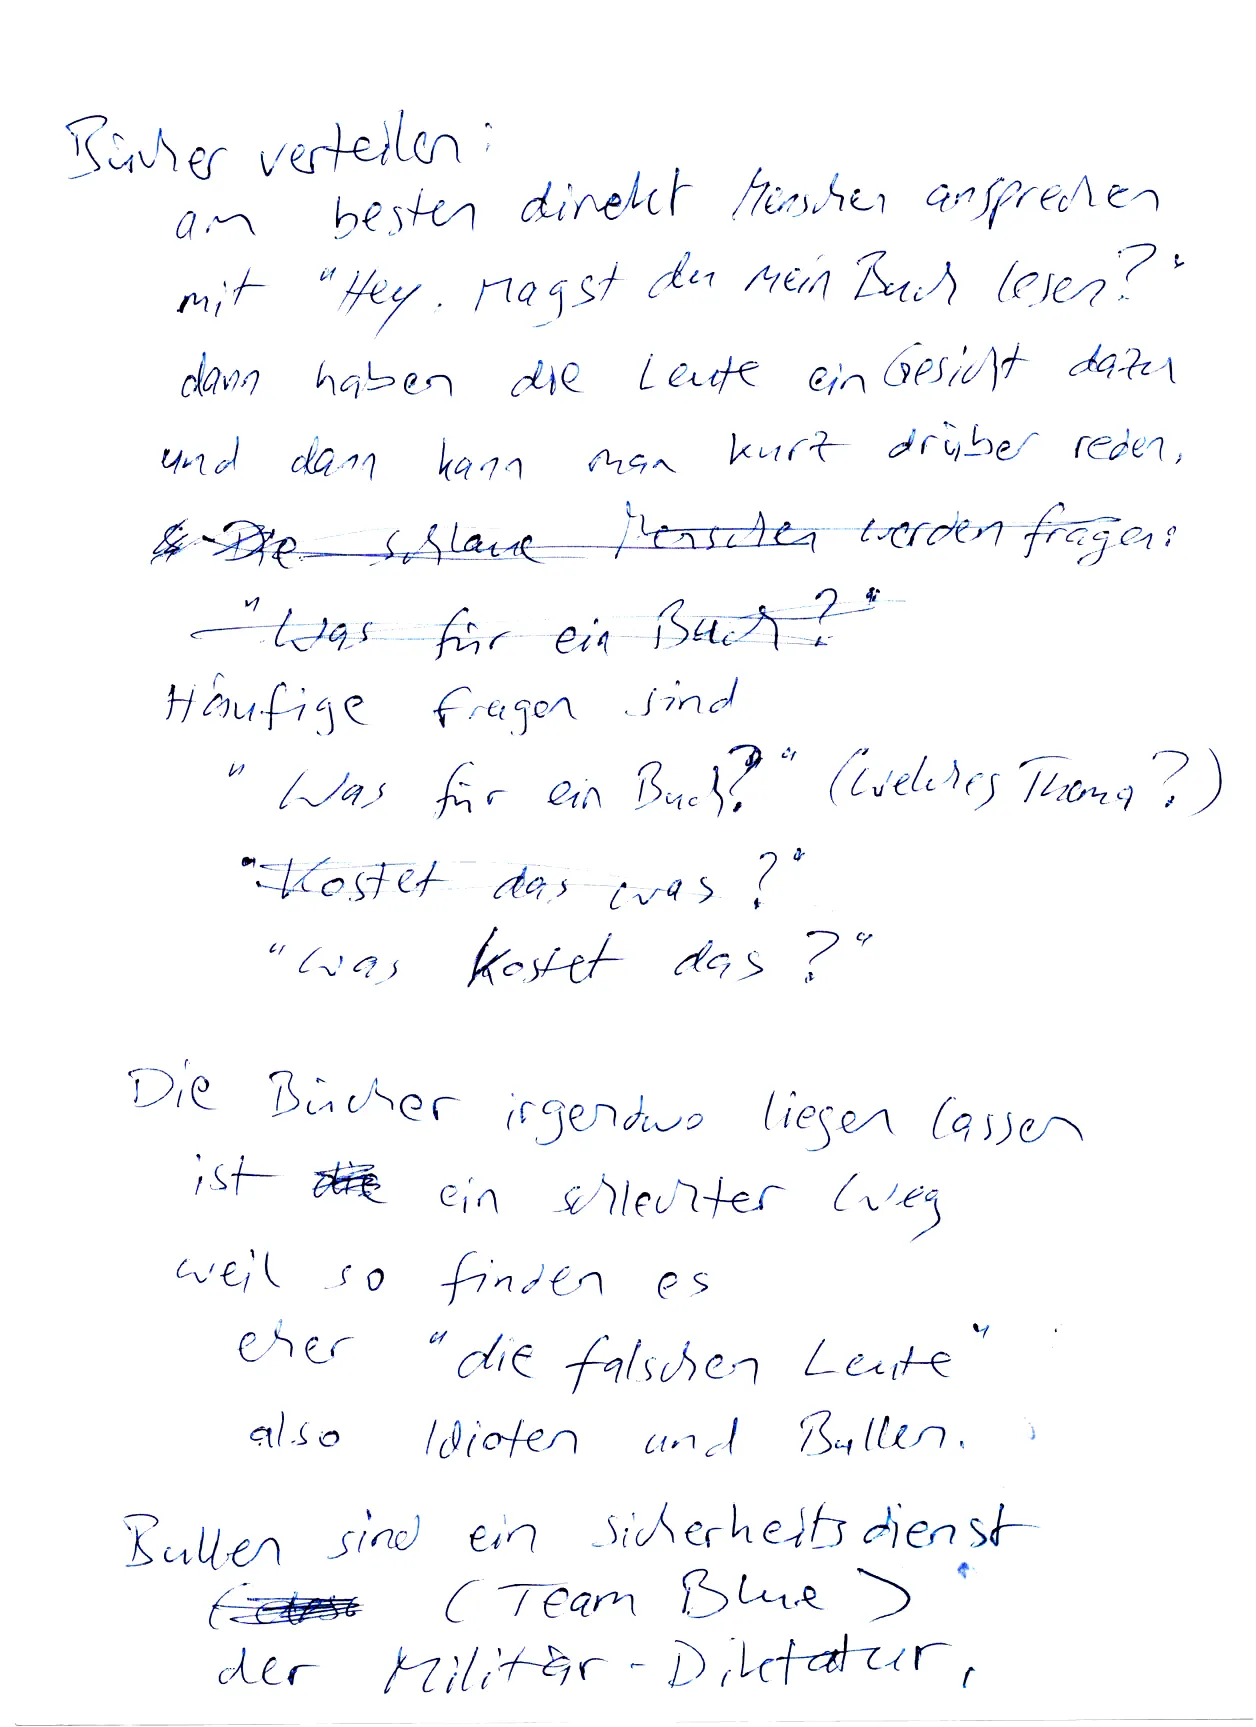 Bücher verteilen:
am besten direkt Menschen ansprechen
mit "Hey. Magst du mein Buch lesen?"
dann haben die Leute ein Gesicht dazu
und dann kann man kurz drüber reden.
Die schlaue Menschen werden fragen:
"Was für ein Buch?"
Häufige Fragen sind
"Was für ein Buch?" (Welches Thema?)
"Kostet das was?"
"Was kostet das?"
Die Bücher irgendwo liegen lassen
ist ein schlechter Weg
weil so finden es
eher "die falschen Leute"
also Idioten und Bullen.
Bullen sind ein Sicherheitsdienst
(Team Blue)
der Militär-Diktatur.